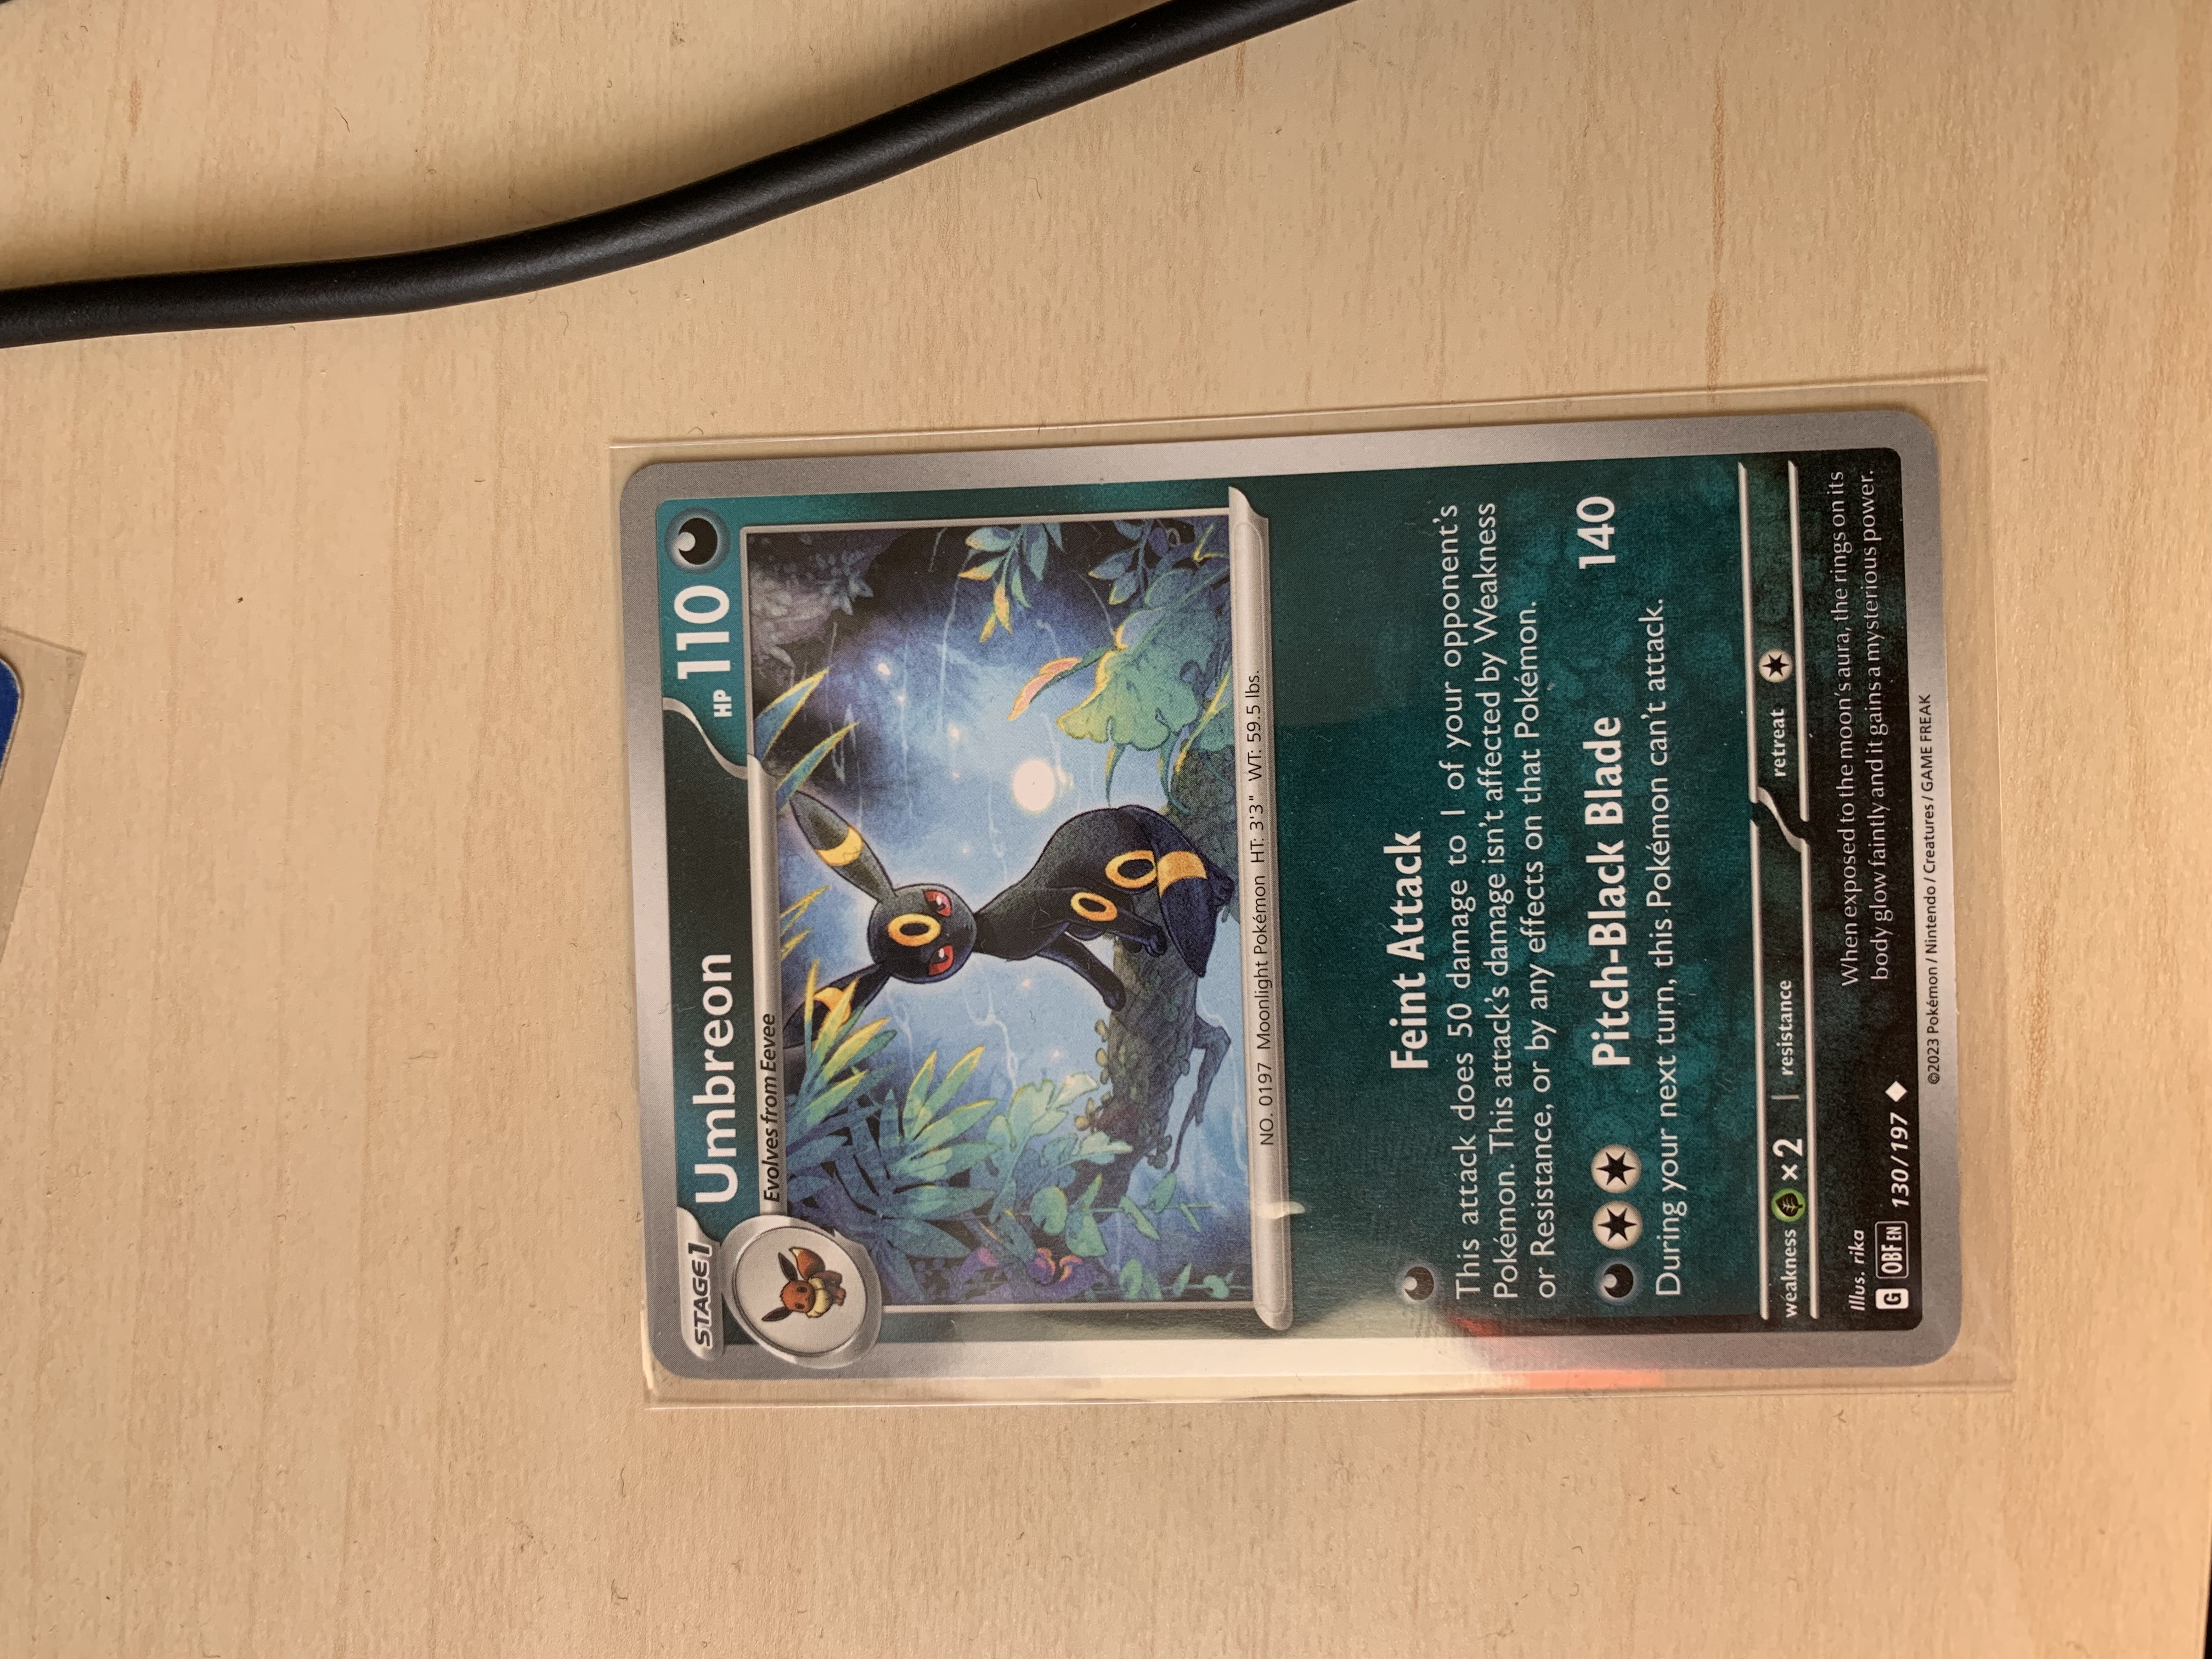 STAGE 1
Umbreon
HP 110
Evolves from Eevee
NO. 0197 Moonlight Pokémon HT: 3'3" WT: 59.5 lbs.
Feint Attack
This attack does 50 damage to 1 of your opponent's
Pokémon. This attack's damage isn't affected by Weakness
or Resistance, or by any effects on that Pokémon.
Pitch-Black Blade 140
During your next turn, this Pokémon can't attack.
weakness ×2 resistance retreat
Illus. rika
When exposed to the moon's aura, the rings on its
body glow faintly and it gains a mysterious power.
G OBF EN 130/197
©2023 Pokémon / Nintendo / Creatures / GAME FREAK